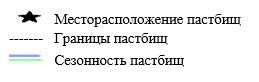 Месторасположение пастбищ
Границы пастбищ
Сезонность пастбищ